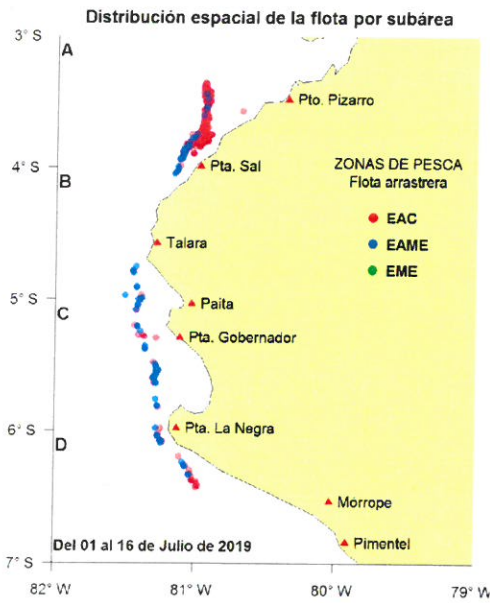 Distribución espacial de la flota por subárea
3° S
A
Pto. Pizarro
4° S
Pta. Sal
ZONAS DE PESCA
Flota arrastrera
B
EAC
Talara
EAME
EME
5° S
Paita
C
Pta. Gobernador
6° S
Pta. La Negra
D
Mórrope
Del 01 al 16 de Julio de 2019
Pimentel
7° S
82° W
81° W
80° W
79° W